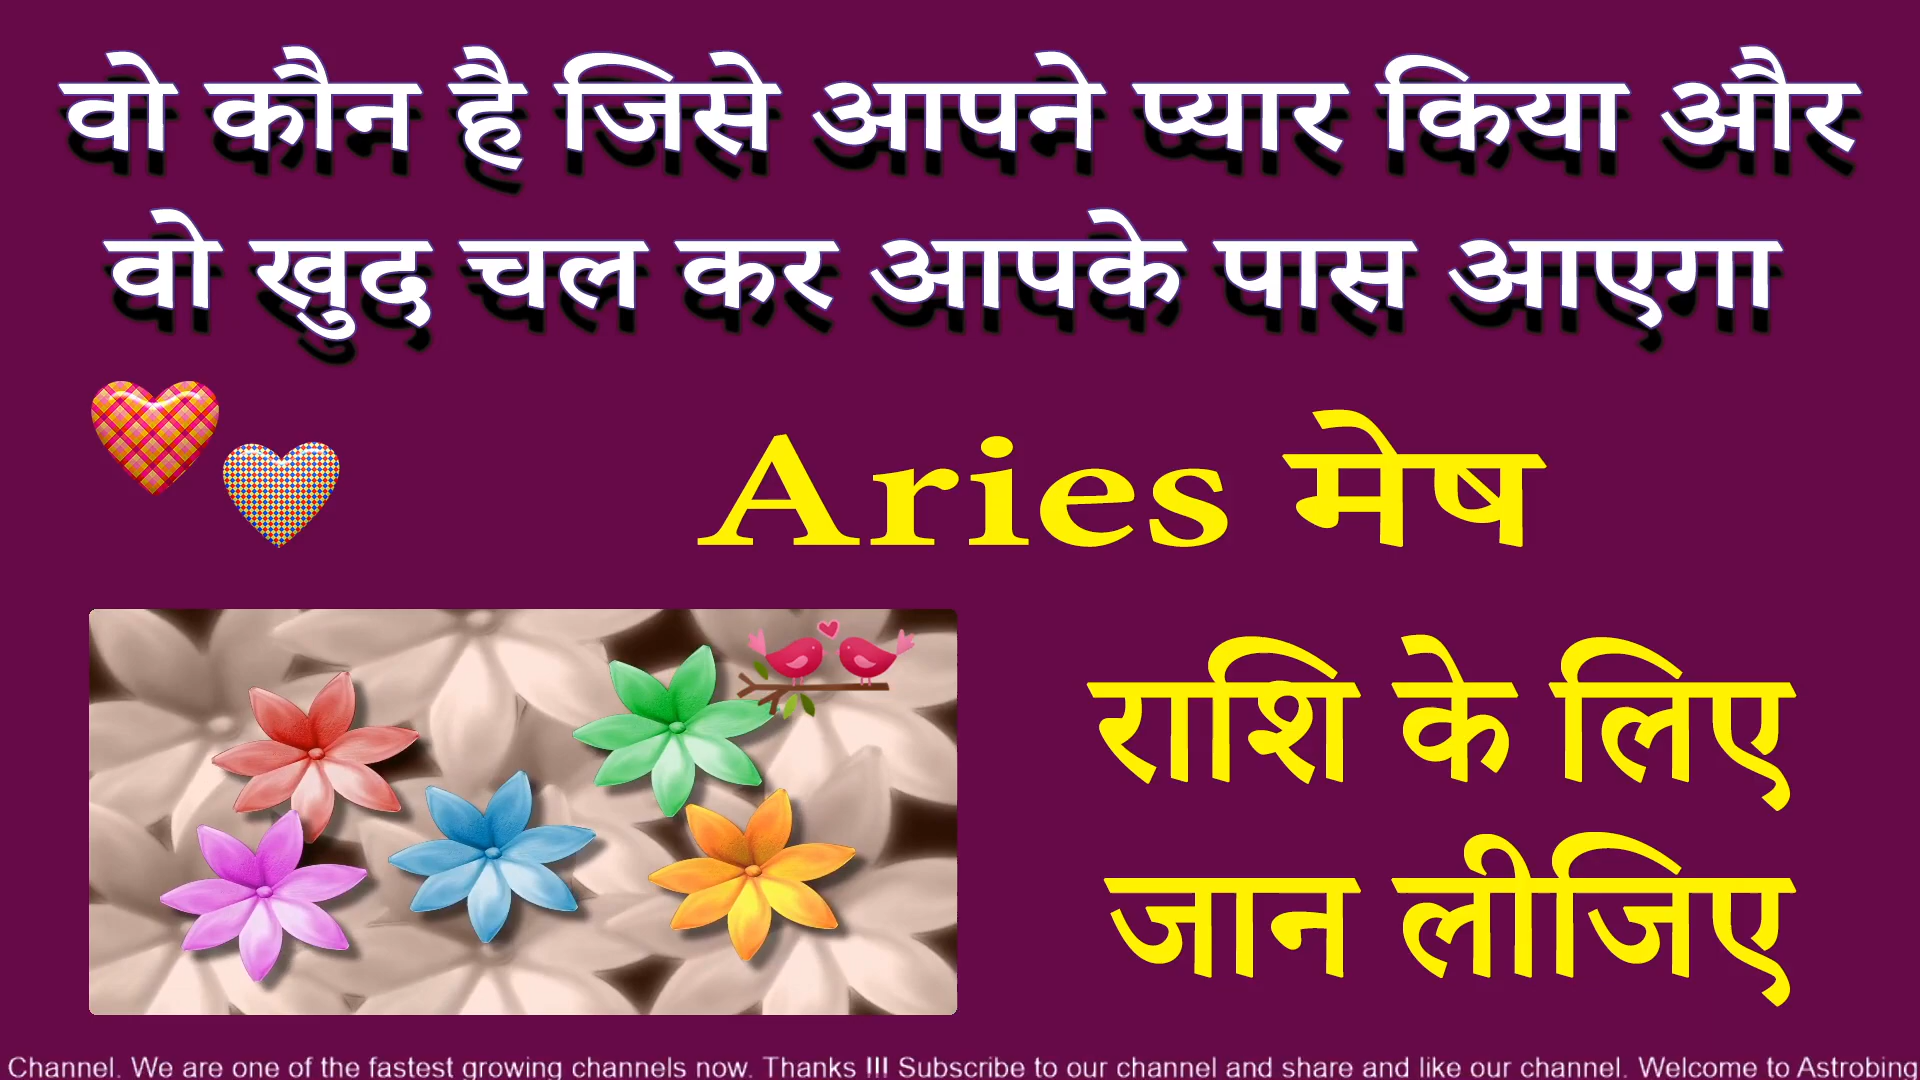 वो कौन है जिसे आपने प्यार किया और
वो खुद चल कर आपके पास आएगा
Aries मेष
राशि के लिए
जान लीजिए
Channel. We are one of the fastest growing channels now. Thanks !!! Subscribe to our channel and share and like our channel. Welcome to Astrobing